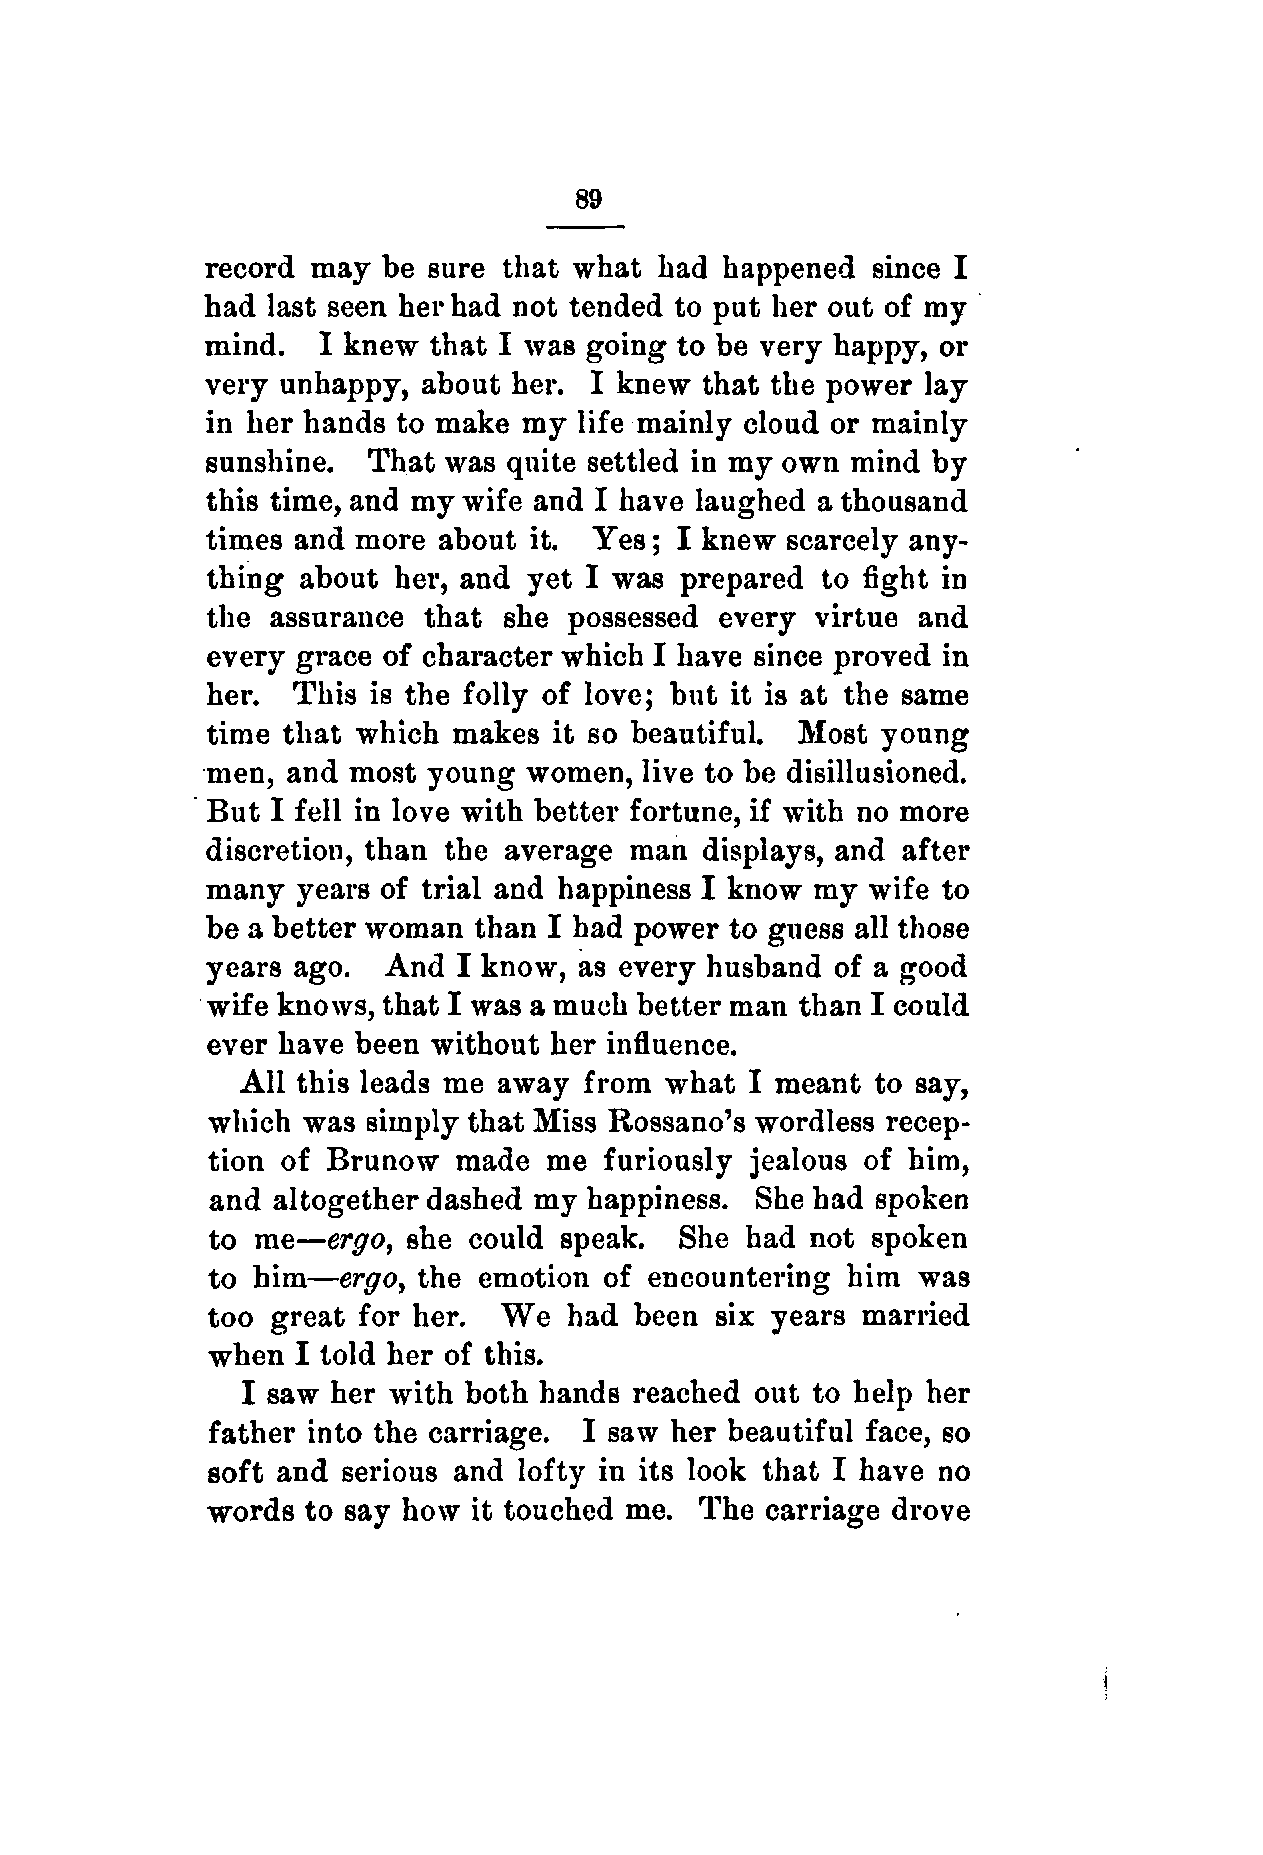 89
record may be sure that what had happened since I
had last seen her had not tended to put her out of my
mind. I knew that I was going to be very happy, or
very unhappy, about her. I knew that the power lay
in her hands to make my life mainly cloud or mainly
sunshine. That was quite settled in my own mind by
this time, and my wife and I have laughed a thousand
times and more about it. Yes; I knew scarcely any-
thing about her, and yet I was prepared to fight in
the assurance that she possessed every virtue and
every grace of character which I have since proved in
her. This is the folly of love; but it is at the same
time that which makes it so beautiful. Most young
men, and most young women, live to be disillusioned.
But I fell in love with better fortune, if with no more
discretion, than the average man displays, and after
many years of trial and happiness I know my wife to
be a better woman than I had power to guess all those
years ago. And I know, as every husband of a good
wife knows, that I was a much better man than I could
ever have been without her influence.
All this leads me away from what I meant to say,
which was simply that Miss Rossano's wordless recep-
tion of Brunow made me furiously jealous of him,
and altogether dashed my happiness. She had spoken
to me—ergo, she could speak. She had not spoken
to him—ergo, the emotion of encountering him was
too great for her. We had been six years married
when I told her of this.
I saw her with both hands reached out to help her
father into the carriage. I saw her beautiful face, so
soft and serious and lofty in its look that I have no
words to say how it touched me. The carriage drove